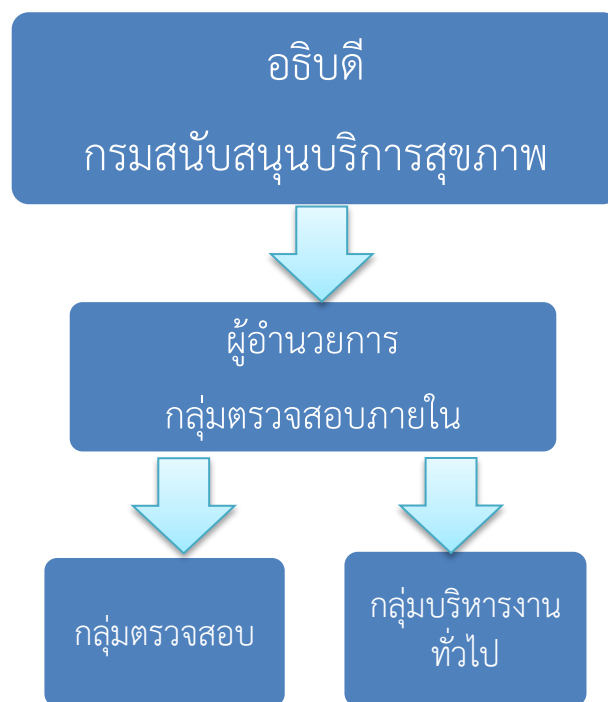 อธิบดี
กรมสนับสนุนบริการสุขภาพ
ผู้อำนวยการ
กลุ่มตรวจสอบภายใน
กลุ่มตรวจสอบ
กลุ่มบริหารงาน
ทั่วไป